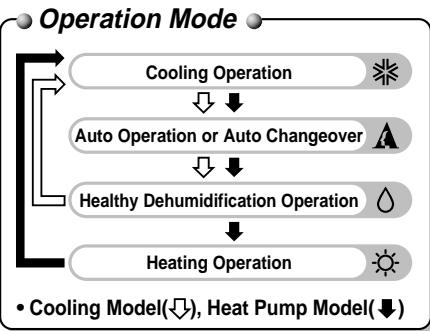 Operation Mode
Cooling Operation
Auto Operation or Auto Changeover
Healthy Dehumidification Operation
Heating Operation
• Cooling Model(⇩), Heat Pump Model(⬇)